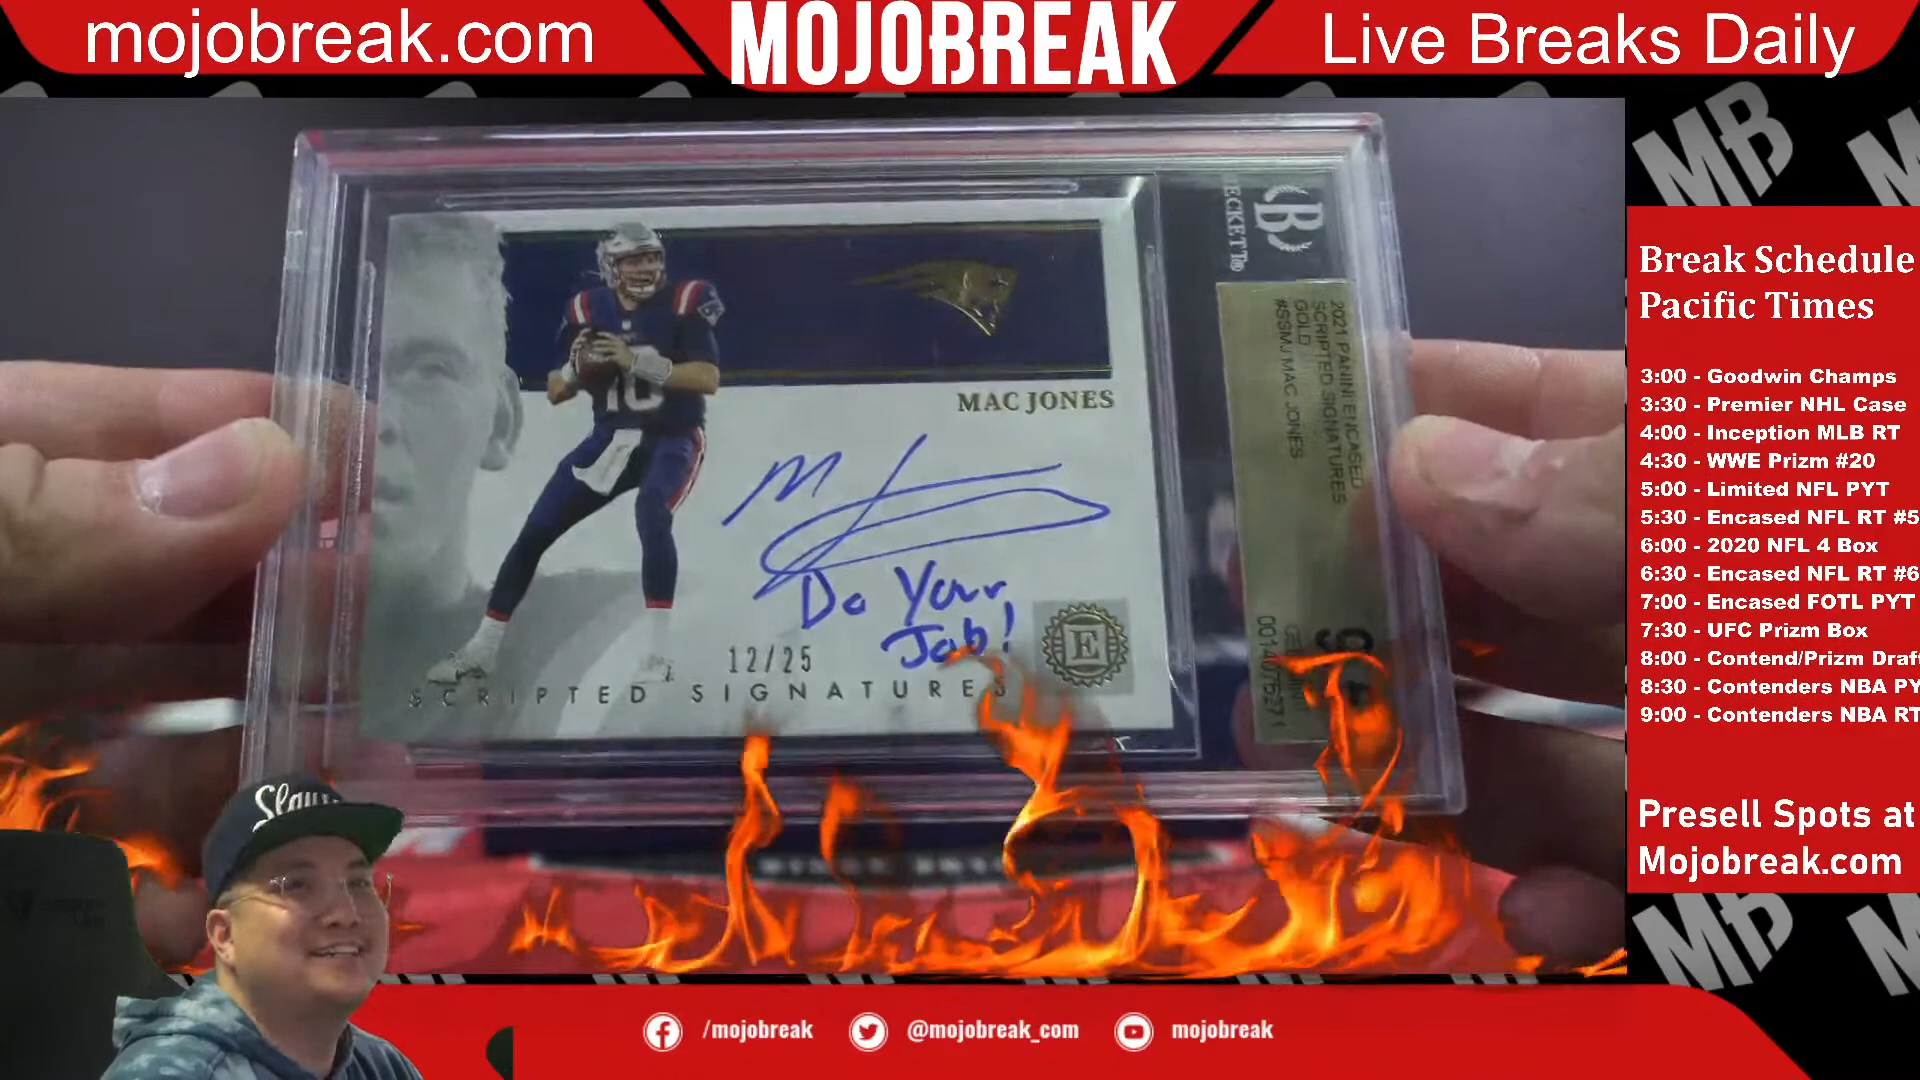 mojobreak.com
MOJOBREAK
Live Breaks Daily
MAC JONES
Do Your
Job!
12/25
E
SCRIPTED SIGNATURES
10
B
2021 PANINI ENCASED
SCRIPTED SIGNATURES
GOLD
#SSMJ MAC JONES
MB
Break Schedule
Pacific Times
3:00 - Goodwin Champs
3:30 - Premier NHL Case
4:00 - Inception MLB RT
4:30 - WWE Prizm #20
5:00 - Limited NFL PYT
5:30 - Encased NFL RT #5
6:00 - 2020 NFL 4 Box
6:30 - Encased NFL RT #6
7:00 - Encased FOTL PYT
7:30 - UFC Prizm Box
8:00 - Contend/Prizm Draft
8:30 - Contenders NBA PY
9:00 - Contenders NBA RT
Presell Spots at
Mojobreak.com
MB
/mojobreak
@mojobreak_com
mojobreak